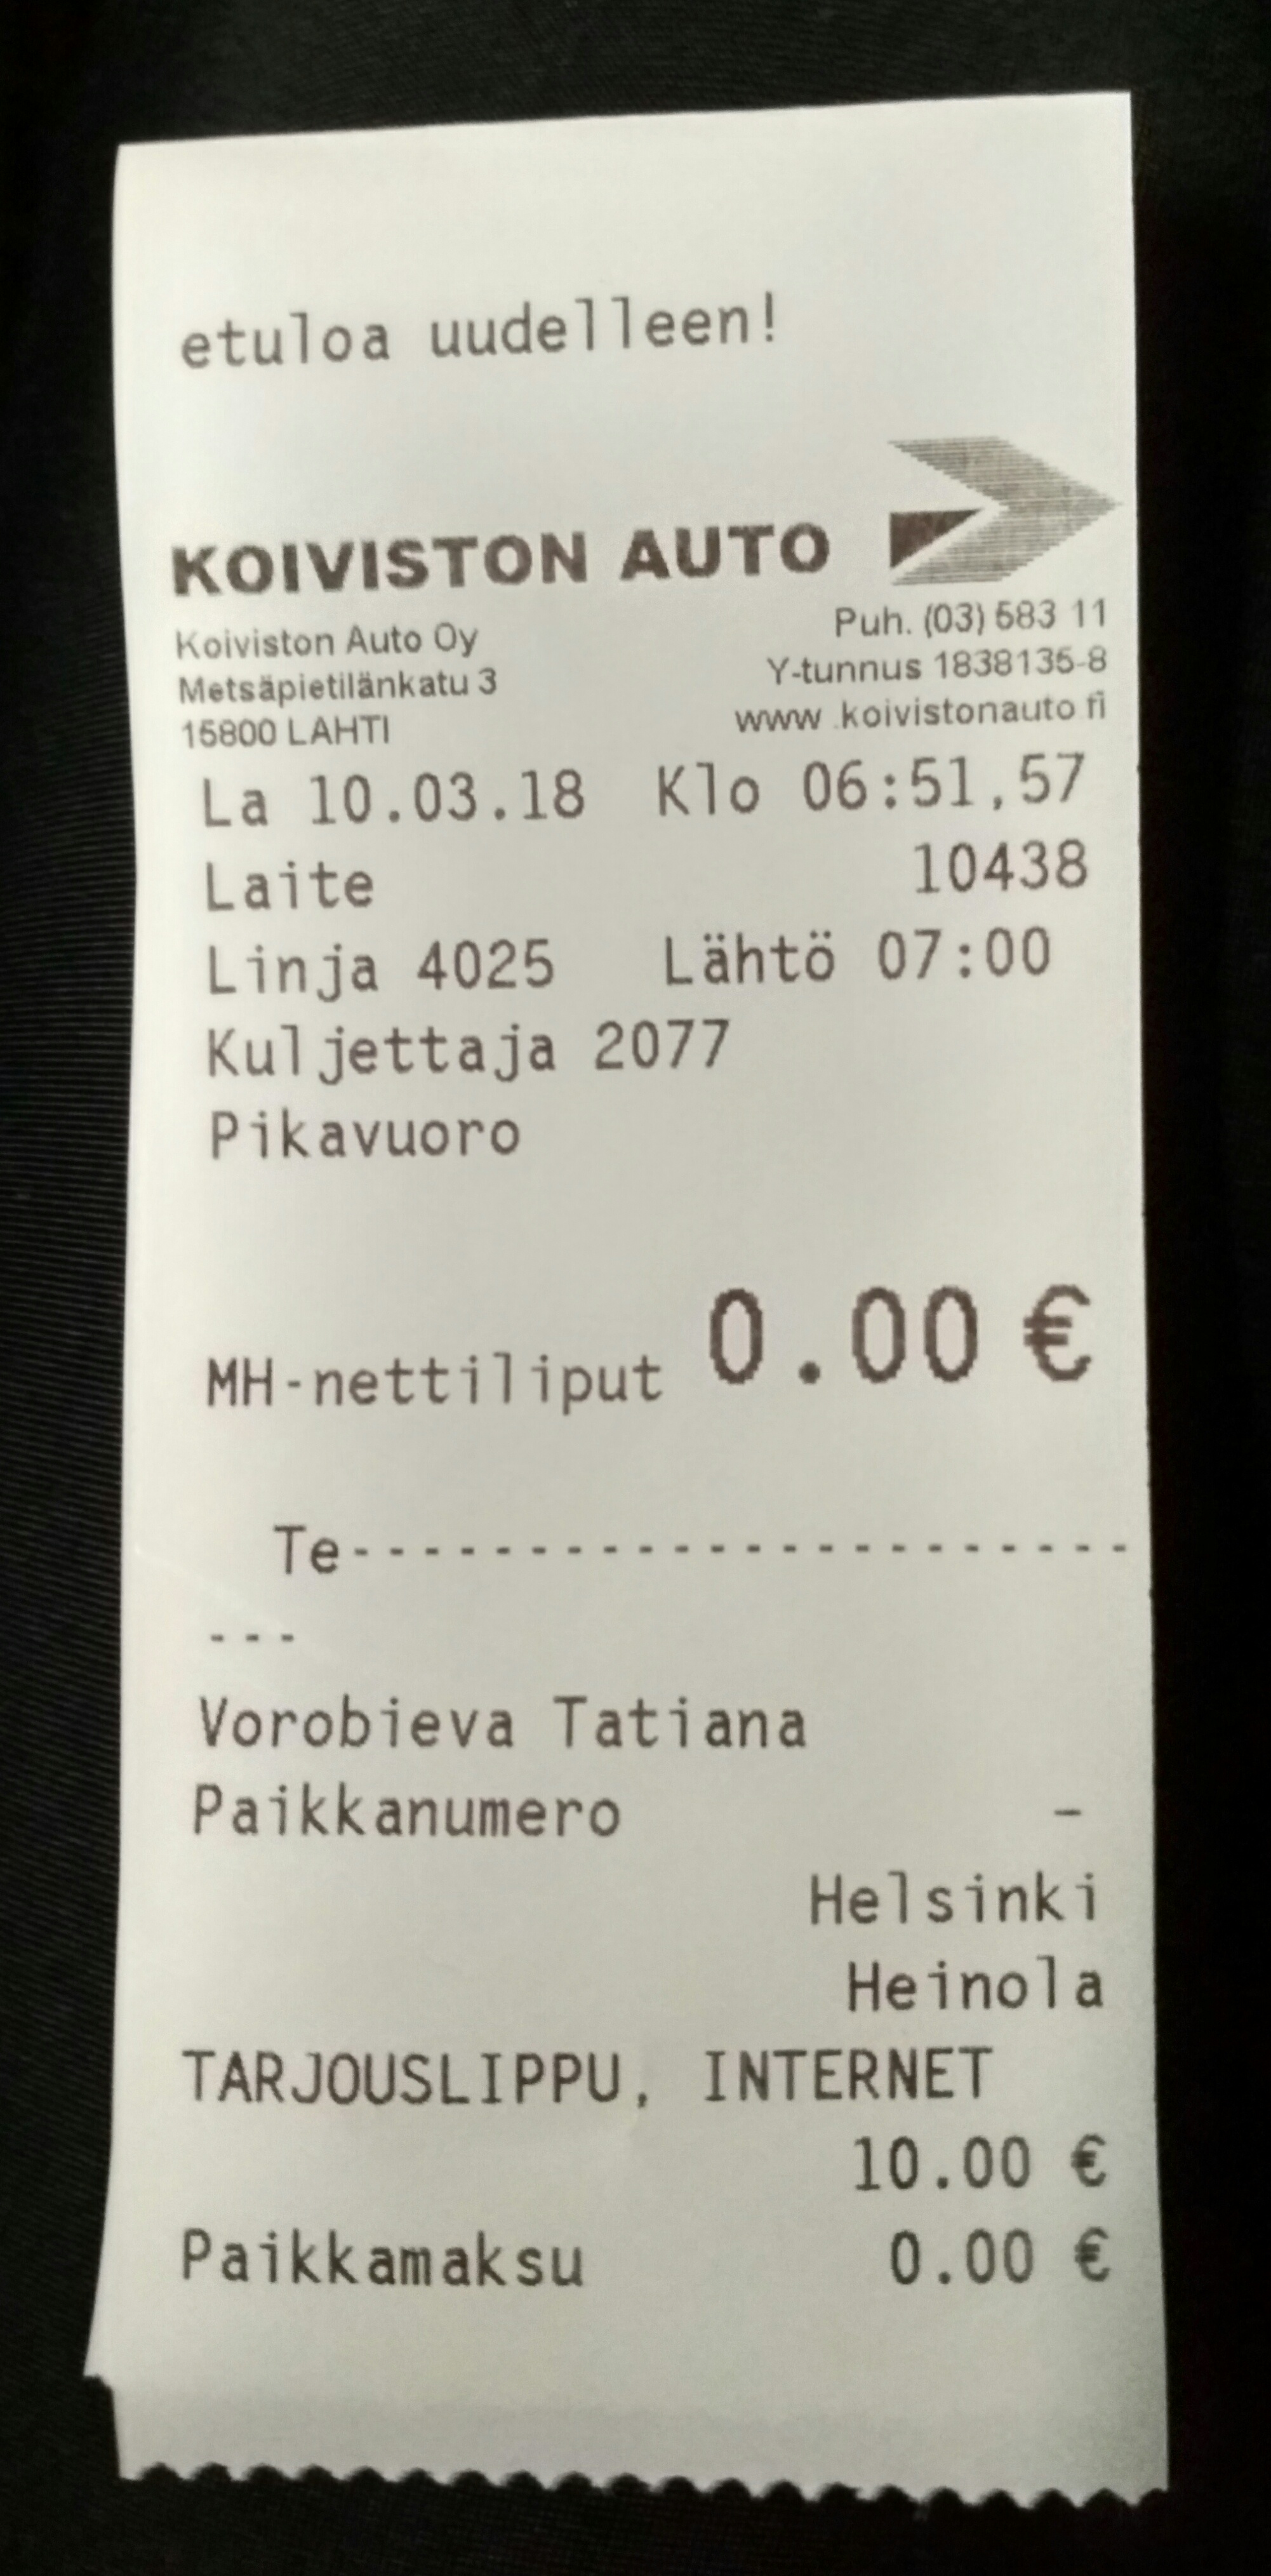 etuloa uudelleen!
KOIVISTON AUTO
Koiviston Auto Oy
Metsäpietilänkatu 3
15800 LAHTI
Puh. (03) 583 11
Y-tunnus 1838135-8
www.koivistonauto.fi
La 10.03.18 Klo 06:51,57
Laite 10438
Linja 4025 Lähtö 07:00
Kuljettaja 2077
Pikavuoro
MH-nettiliput 0.00 €
Te----------------------
---
Vorobieva Tatiana
Paikkanumero –
Helsinki
Heinola
TARJOUSLIPPU, INTERNET
10.00 €
Paikkamaksu 0.00 €